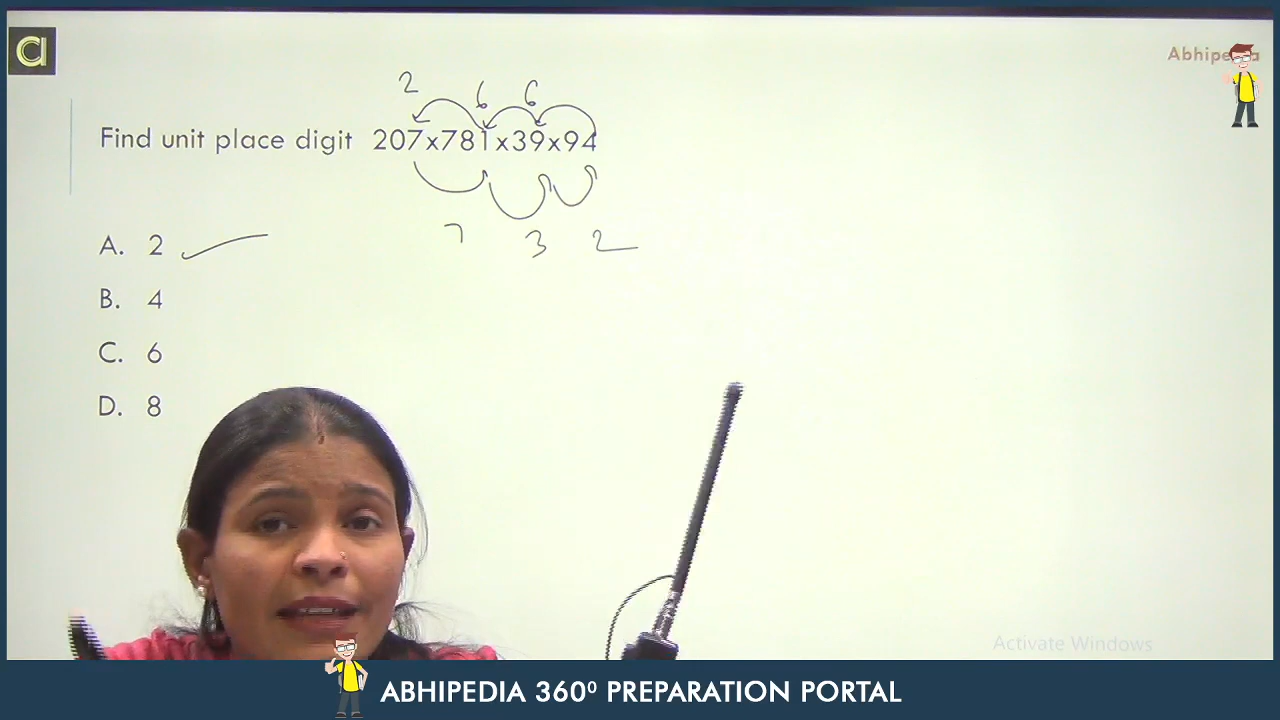 a
Abhipedia
2 6 6
Find unit place digit 207x781x39x94
7 3 2
A. 2
B. 4
C. 6
D. 8
Activate Windows
ABHIPEDIA 360⁰ PREPARATION PORTAL